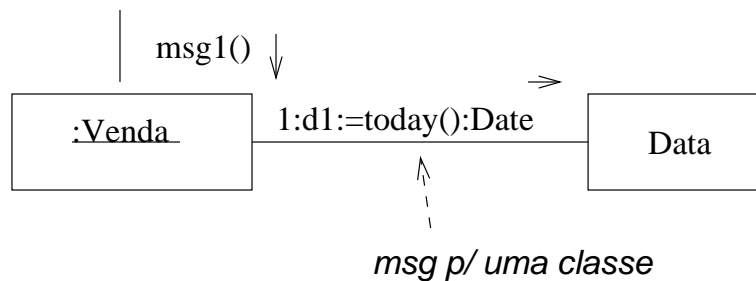 msg1()
:Venda
1:d1:=today():Date
Data
msg p/ uma classe